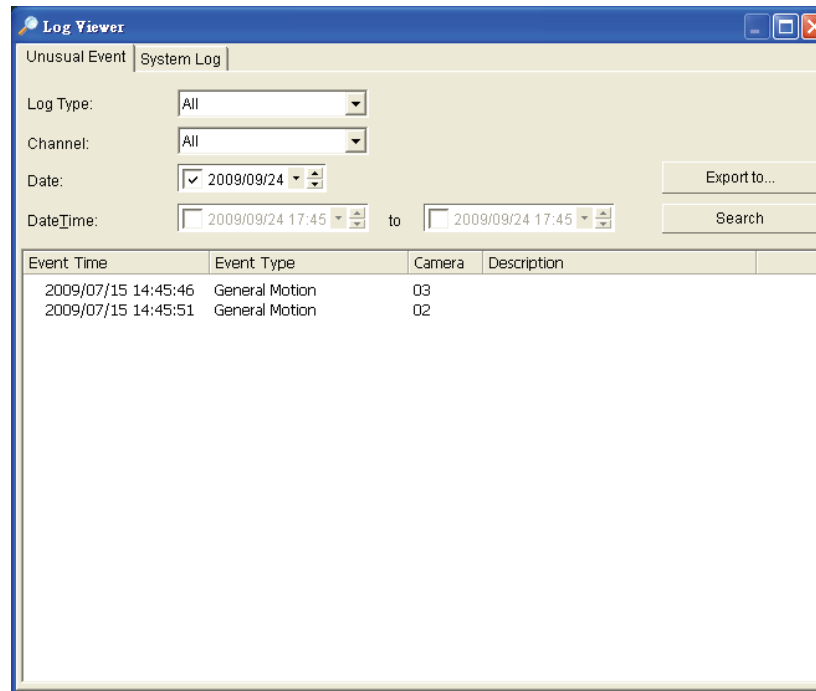 Log Viewer
Unusual Event System Log
Log Type: All
Channel: All
Date: 2009/09/24 Export to...
DateTime: 2009/09/24 17:45 to 2009/09/24 17:45 Search
Event Time Event Type Camera Description
2009/07/15 14:45:46 General Motion 03
2009/07/15 14:45:51 General Motion 02